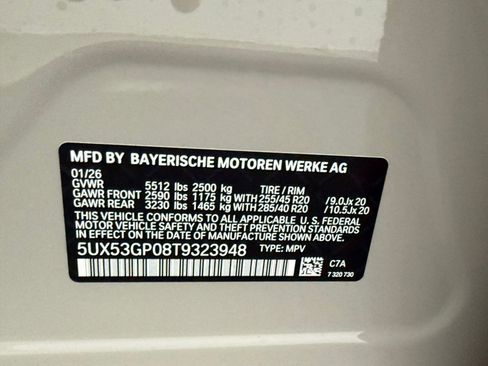 MFD BY BAYERISCHE MOTOREN WERKE AG
01/26
GVWR 5512 lbs 2500 kg TIRE / RIM
GAWR FRONT 2590 lbs 1175 kg 255/45 R20 /9.0Jx 20
GAWR REAR 3230 lbs 1465 kg 285/40 R20 /10.5Jx 20
THIS VEHICLE CONFORMS TO ALL APPLICABLE U. S. FEDERAL
MOTOR VEHICLE SAFETY AND THEFT PREVENTION STANDARDS
IN EFFECT ON THE DATE OF MANUFACTURE SHOWN ABOVE.
5UX53GP08T9323948 TYPE: MPV
C7A
7 320 730